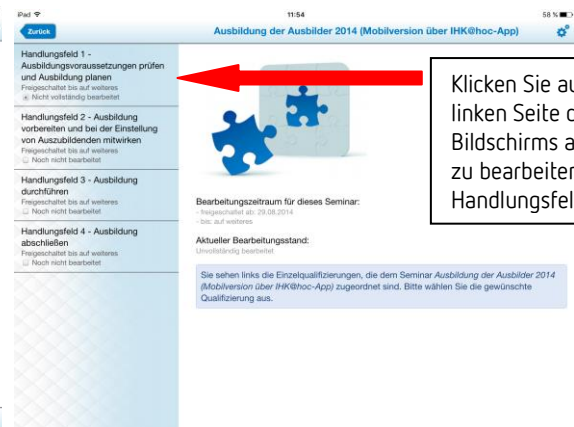 iPad
11:54
58 %
Zurück
Ausbildung der Ausbilder 2014 (Mobilversion über IHK@hoc-App)
Handlungsfeld 1 -
Ausbildungsvoraussetzungen prüfen
und Ausbildung planen
Freigeschaltet bis auf weiteres
Nicht vollständig bearbeitet
Handlungsfeld 2 - Ausbildung
vorbereiten und bei der Einstellung
von Auszubildenden mitwirken
Freigeschaltet bis auf weiteres
Noch nicht bearbeitet
Handlungsfeld 3 - Ausbildung
durchführen
Freigeschaltet bis auf weiteres
Noch nicht bearbeitet
Handlungsfeld 4 - Ausbildung
abschließen
Freigeschaltet bis auf weiteres
Noch nicht bearbeitet
Bearbeitungszeitraum für dieses Seminar:
- freigeschaltet ab: 29.08.2014
- bis: auf weiteres
Aktueller Bearbeitungsstand:
Unvollständig bearbeitet
Sie sehen links die Einzelqualifizierungen, die dem Seminar Ausbildung der Ausbilder 2014
(Mobilversion über IHK@hoc-App) zugeordnet sind. Bitte wählen Sie die gewünschte
Qualifizierung aus.
Klicken Sie au
linken Seite
Bildschirms a
zu bearbeiten
Handlungsfel